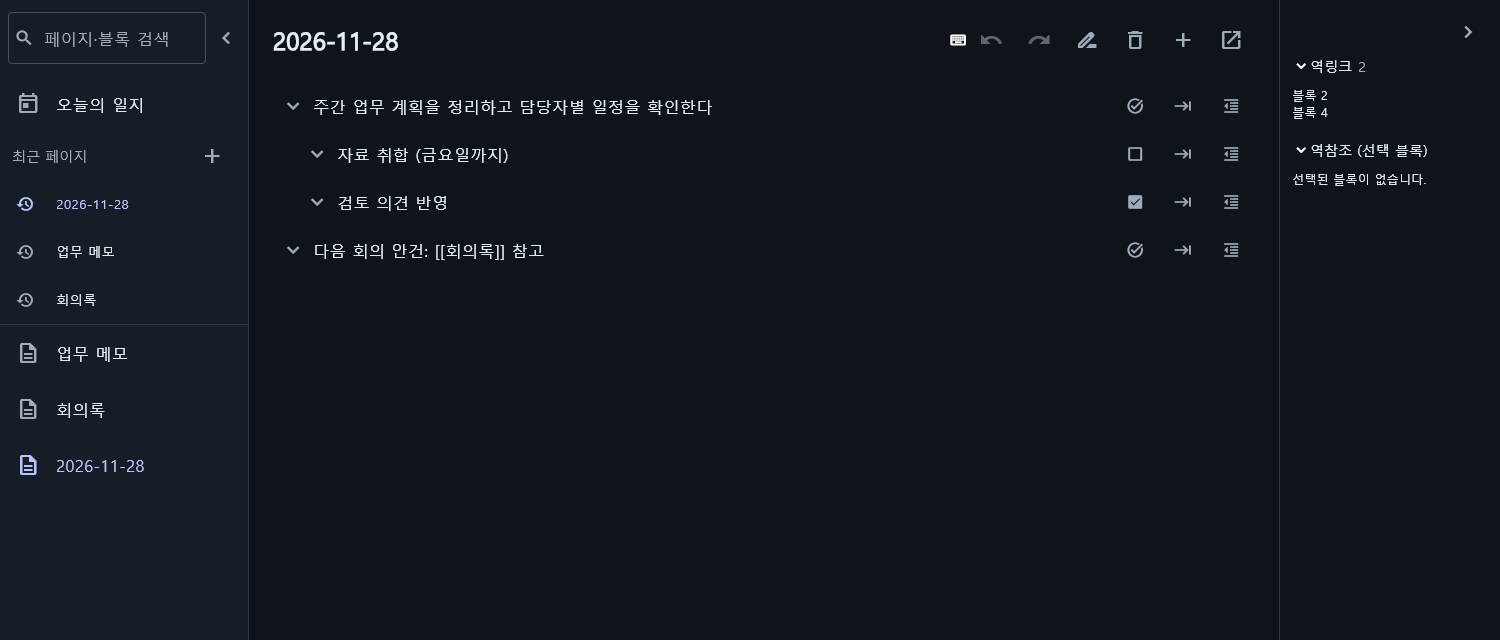 페이지·블록 검색
오늘의 일지
최근 페이지
2026-11-28
업무 메모
회의록
업무 메모
회의록
2026-11-28
2026-11-28
주간 업무 계획을 정리하고 담당자별 일정을 확인한다
자료 취합 (금요일까지)
검토 의견 반영
다음 회의 안건: [[회의록]] 참고
역링크 2
블록 2
블록 4
역참조 (선택 블록)
선택된 블록이 없습니다.